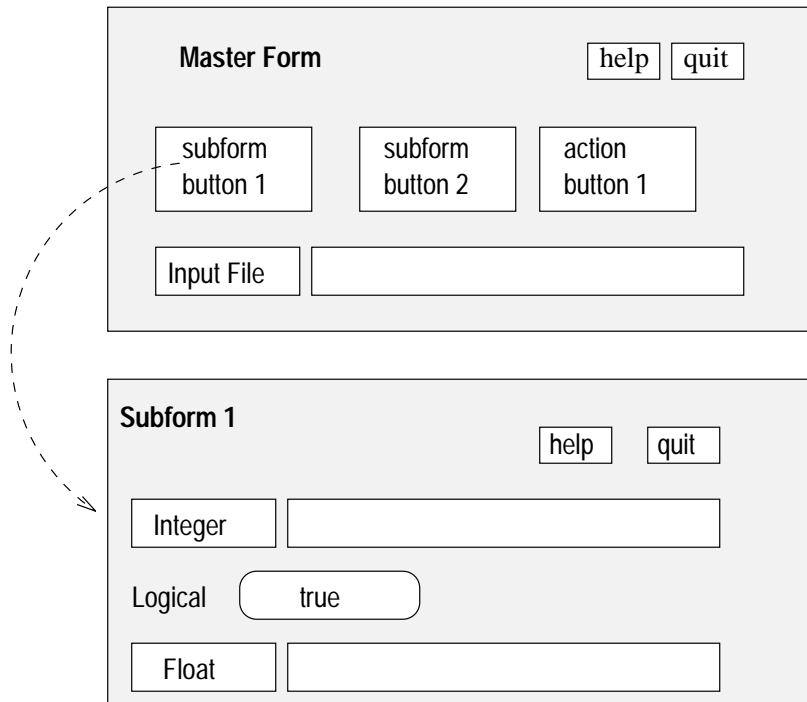 Master Form
help quit
subform
button 1
subform
button 2
action
button 1
Input File
Subform 1
help quit
Integer
Logical true
Float